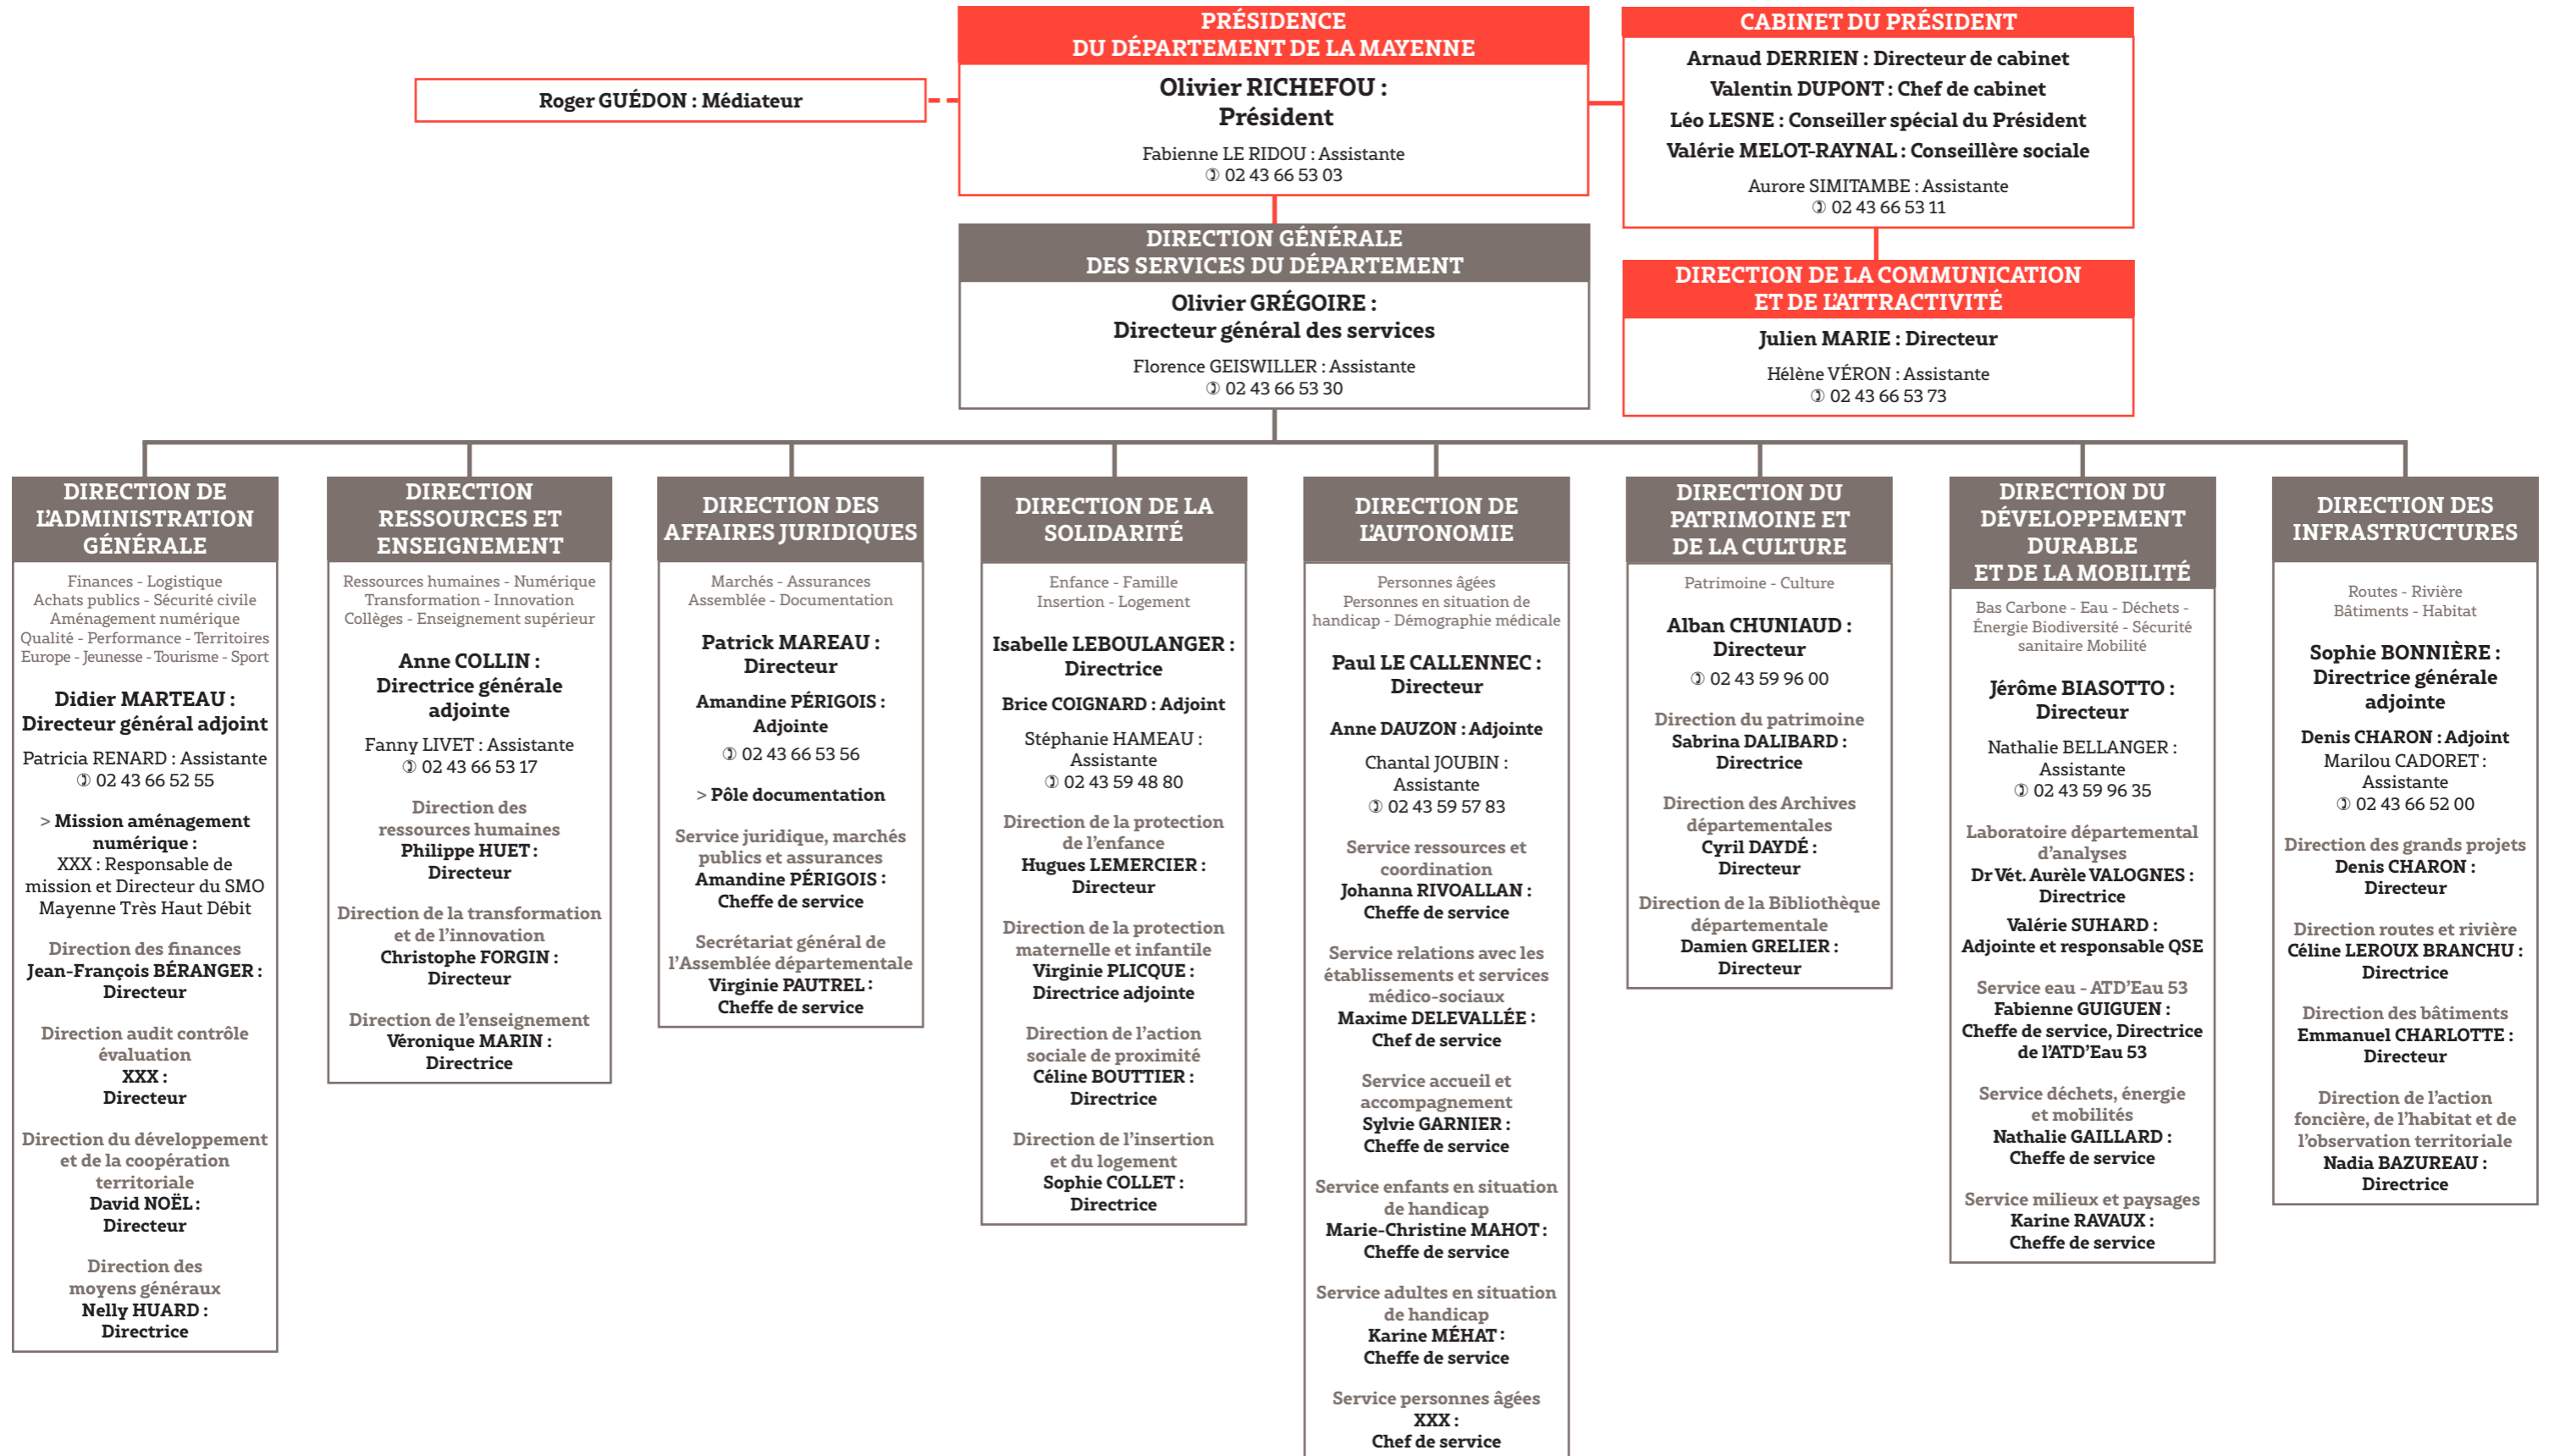 PRÉSIDENCE
DU DÉPARTEMENT DE LA MAYENNE
Olivier RICHEFOU :
Président
Fabienne LE RIDOU : Assistante
02 43 66 53 03
Roger GUÉDON : Médiateur
CABINET DU PRÉSIDENT
Arnaud DERRIEN : Directeur de cabinet
Valentin DUPONT : Chef de cabinet
Léo LESNE : Conseiller spécial du Président
Valérie MELOT-RAYNAL : Conseillère sociale
Aurore SIMITAMBE : Assistante
02 43 66 53 11
DIRECTION GÉNÉRALE
DES SERVICES DU DÉPARTEMENT
Olivier GRÉGOIRE :
Directeur général des services
Florence GEISWILLER : Assistante
02 43 66 53 30
DIRECTION DE LA COMMUNICATION
ET DE L'ATTRACTIVITÉ
Julien MARIE : Directeur
Hélène VÉRON : Assistante
02 43 66 53 73
DIRECTION DE
L'ADMINISTRATION
GÉNÉRALE
Finances - Logistique
Achats publics - Sécurité civile
Aménagement numérique
Qualité - Performance - Territoires
Europe - Jeunesse - Tourisme - Sport
Didier MARTEAU :
Directeur général adjoint
Patricia RENARD : Assistante
02 43 66 52 55
> Mission aménagement
numérique :
XXX : Responsable de
mission et Directeur du SMO
Mayenne Très Haut Débit
Direction des finances
Jean-François BÉRANGER :
Directeur
Direction audit contrôle
évaluation
XXX :
Directeur
Direction du développement
et de la coopération
territoriale
David NOËL :
Directeur
Direction des
moyens généraux
Nelly HUARD :
Directrice
DIRECTION
RESSOURCES ET
ENSEIGNEMENT
Ressources humaines - Numérique
Transformation - Innovation
Collèges - Enseignement supérieur
Anne COLLIN :
Directrice générale
adjointe
Fanny LIVET : Assistante
02 43 66 53 17
Direction des
ressources humaines
Philippe HUET :
Directeur
Direction de la transformation
et de l'innovation
Christophe FORGIN :
Directeur
Direction de l'enseignement
Véronique MARIN :
Directrice
DIRECTION DES
AFFAIRES JURIDIQUES
Marchés - Assurances
Assemblée - Documentation
Patrick MAREAU :
Directeur
Amandine PÉRIGOIS :
Adjointe
02 43 66 53 56
> Pôle documentation
Service juridique, marchés
publics et assurances
Amandine PÉRIGOIS :
Cheffe de service
Secrétariat général de
l'Assemblée départementale
Virginie PAUTREL :
Cheffe de service
DIRECTION DE LA
SOLIDARITÉ
Enfance - Famille
Insertion - Logement
Isabelle LEBOULANGER :
Directrice
Brice COIGNARD : Adjoint
Stéphanie HAMEAU :
Assistante
02 43 59 48 80
Direction de la protection
de l'enfance
Hugues LEMERCIER :
Directeur
Direction de la protection
maternelle et infantile
Virginie PLICQUE :
Directrice adjointe
Direction de l'action
sociale de proximité
Céline BOUTTIER :
Directrice
Direction de l'insertion
et du logement
Sophie COLLET :
Directrice
DIRECTION DE
L'AUTONOMIE
Personnes âgées
Personnes en situation de
handicap - Démographie médicale
Paul LE CALLENNEC :
Directeur
Anne DAUZON : Adjointe
Chantal JOUBIN :
Assistante
02 43 59 57 83
Service ressources et
coordination
Johanna RIVOALLAN :
Cheffe de service
Service relations avec les
établissements et services
médico-sociaux
Maxime DELEVALLÉE :
Chef de service
Service accueil et
accompagnement
Sylvie GARNIER :
Cheffe de service
Service enfants en situation
de handicap
Marie-Christine MAHOT :
Cheffe de service
Service adultes en situation
de handicap
Karine MÉHAT :
Cheffe de service
Service personnes âgées
XXX :
Chef de service
DIRECTION DU
PATRIMOINE ET
DE LA CULTURE
Patrimoine - Culture
Alban CHUNIAUD :
Directeur
02 43 59 96 00
Direction du patrimoine
Sabrina DALIBARD :
Directrice
Direction des Archives
départementales
Cyril DAYDÉ :
Directeur
Direction de la Bibliothèque
départementale
Damien GRELIER :
Directeur
DIRECTION DU
DÉVELOPPEMENT
DURABLE
ET DE LA MOBILITÉ
Bas Carbone - Eau - Déchets -
Énergie Biodiversité - Sécurité
sanitaire Mobilité
Jérôme BIASOTTO :
Directeur
Nathalie BELLANGER :
Assistante
02 43 59 96 35
Laboratoire départemental
d'analyses
Dr Vét. Aurèle VALOGNES :
Directrice
Valérie SUHARD :
Adjointe et responsable QSE
Service eau - ATD'Eau 53
Fabienne GUIGUEN :
Cheffe de service, Directrice
de l'ATD'Eau 53
Service déchets, énergie
et mobilités
Nathalie GAILLARD :
Cheffe de service
Service milieux et paysages
Karine RAVAUX :
Cheffe de service
DIRECTION DES
INFRASTRUCTURES
Routes - Rivière
Bâtiments - Habitat
Sophie BONNIÈRE :
Directrice générale
adjointe
Denis CHARON : Adjoint
Marilou CADORET :
Assistante
02 43 66 52 00
Direction des grands projets
Denis CHARON :
Directeur
Direction routes et rivière
Céline LEROUX BRANCHU :
Directrice
Direction des bâtiments
Emmanuel CHARLOTTE :
Directeur
Direction de l'action
foncière, de l'habitat et de
l'observation territoriale
Nadia BAZUREAU :
Directrice